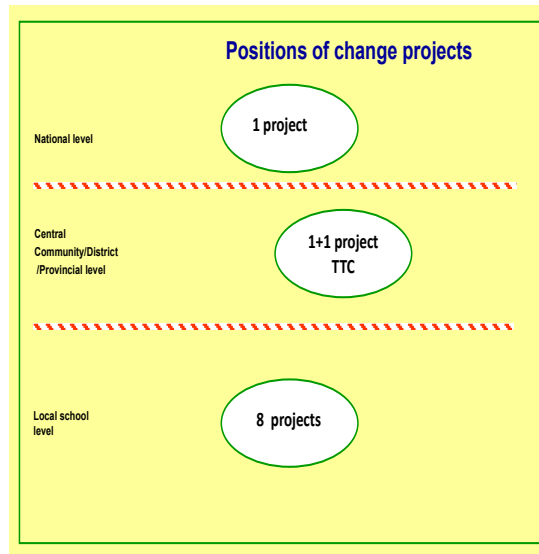 Positions of change projects
1 project
National level
Central
Community/District
/Provincial level
1+1 project
TTC
Local school
level
8 projects